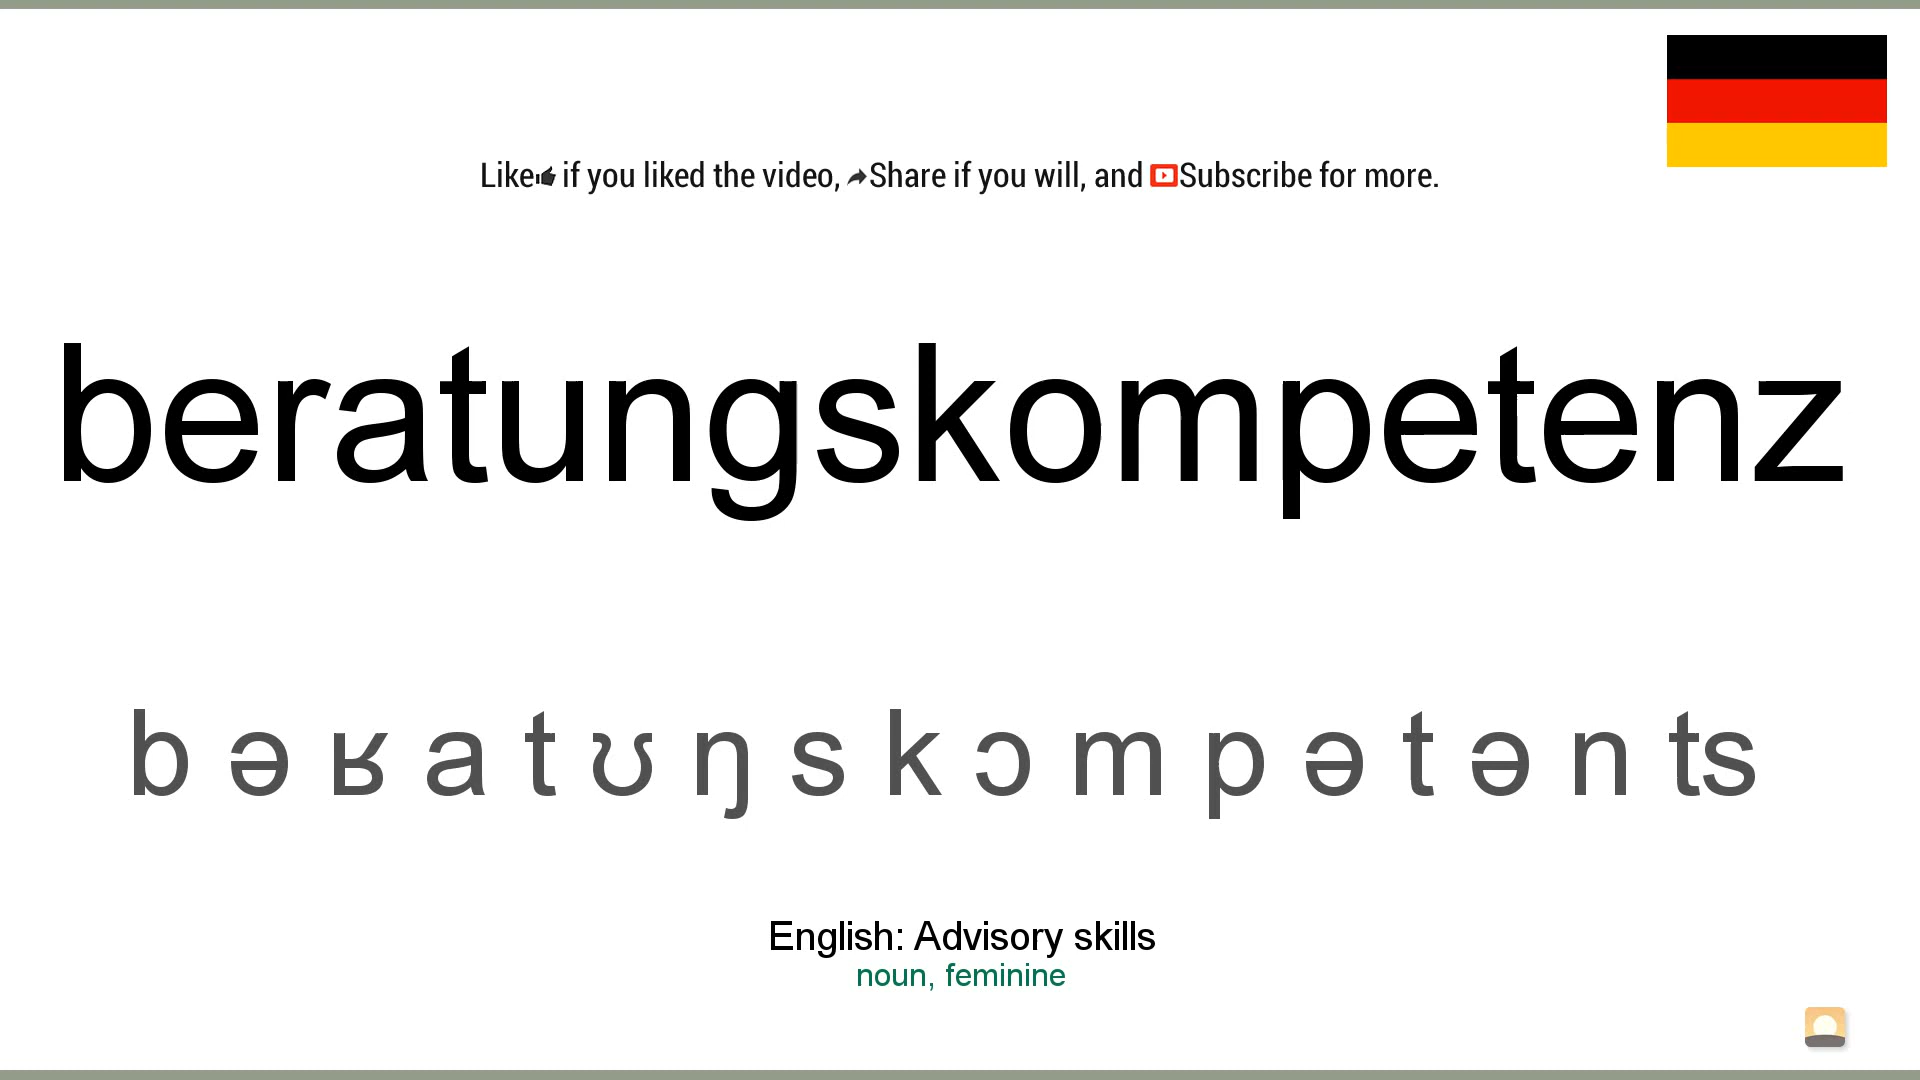 Like if you liked the video, Share if you will, and Subscribe for more.
beratungskompetenz
b ə ʁ a t ʊ ŋ s k ɔ m p ə t ə n ʦ
English: Advisory skills
noun, feminine